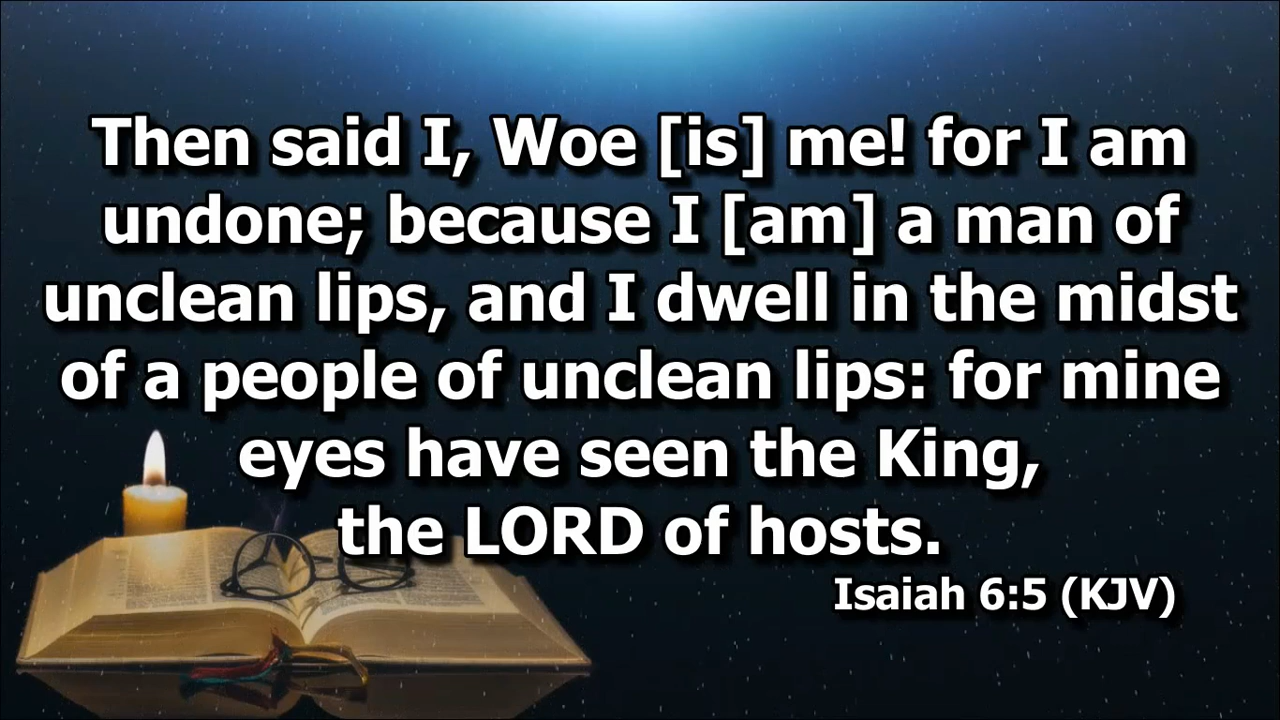 Then said I, Woe [is] me! for I am
undone; because I [am] a man of
unclean lips, and I dwell in the midst
of a people of unclean lips: for mine
eyes have seen the King,
the LORD of hosts.
Isaiah 6:5 (KJV)